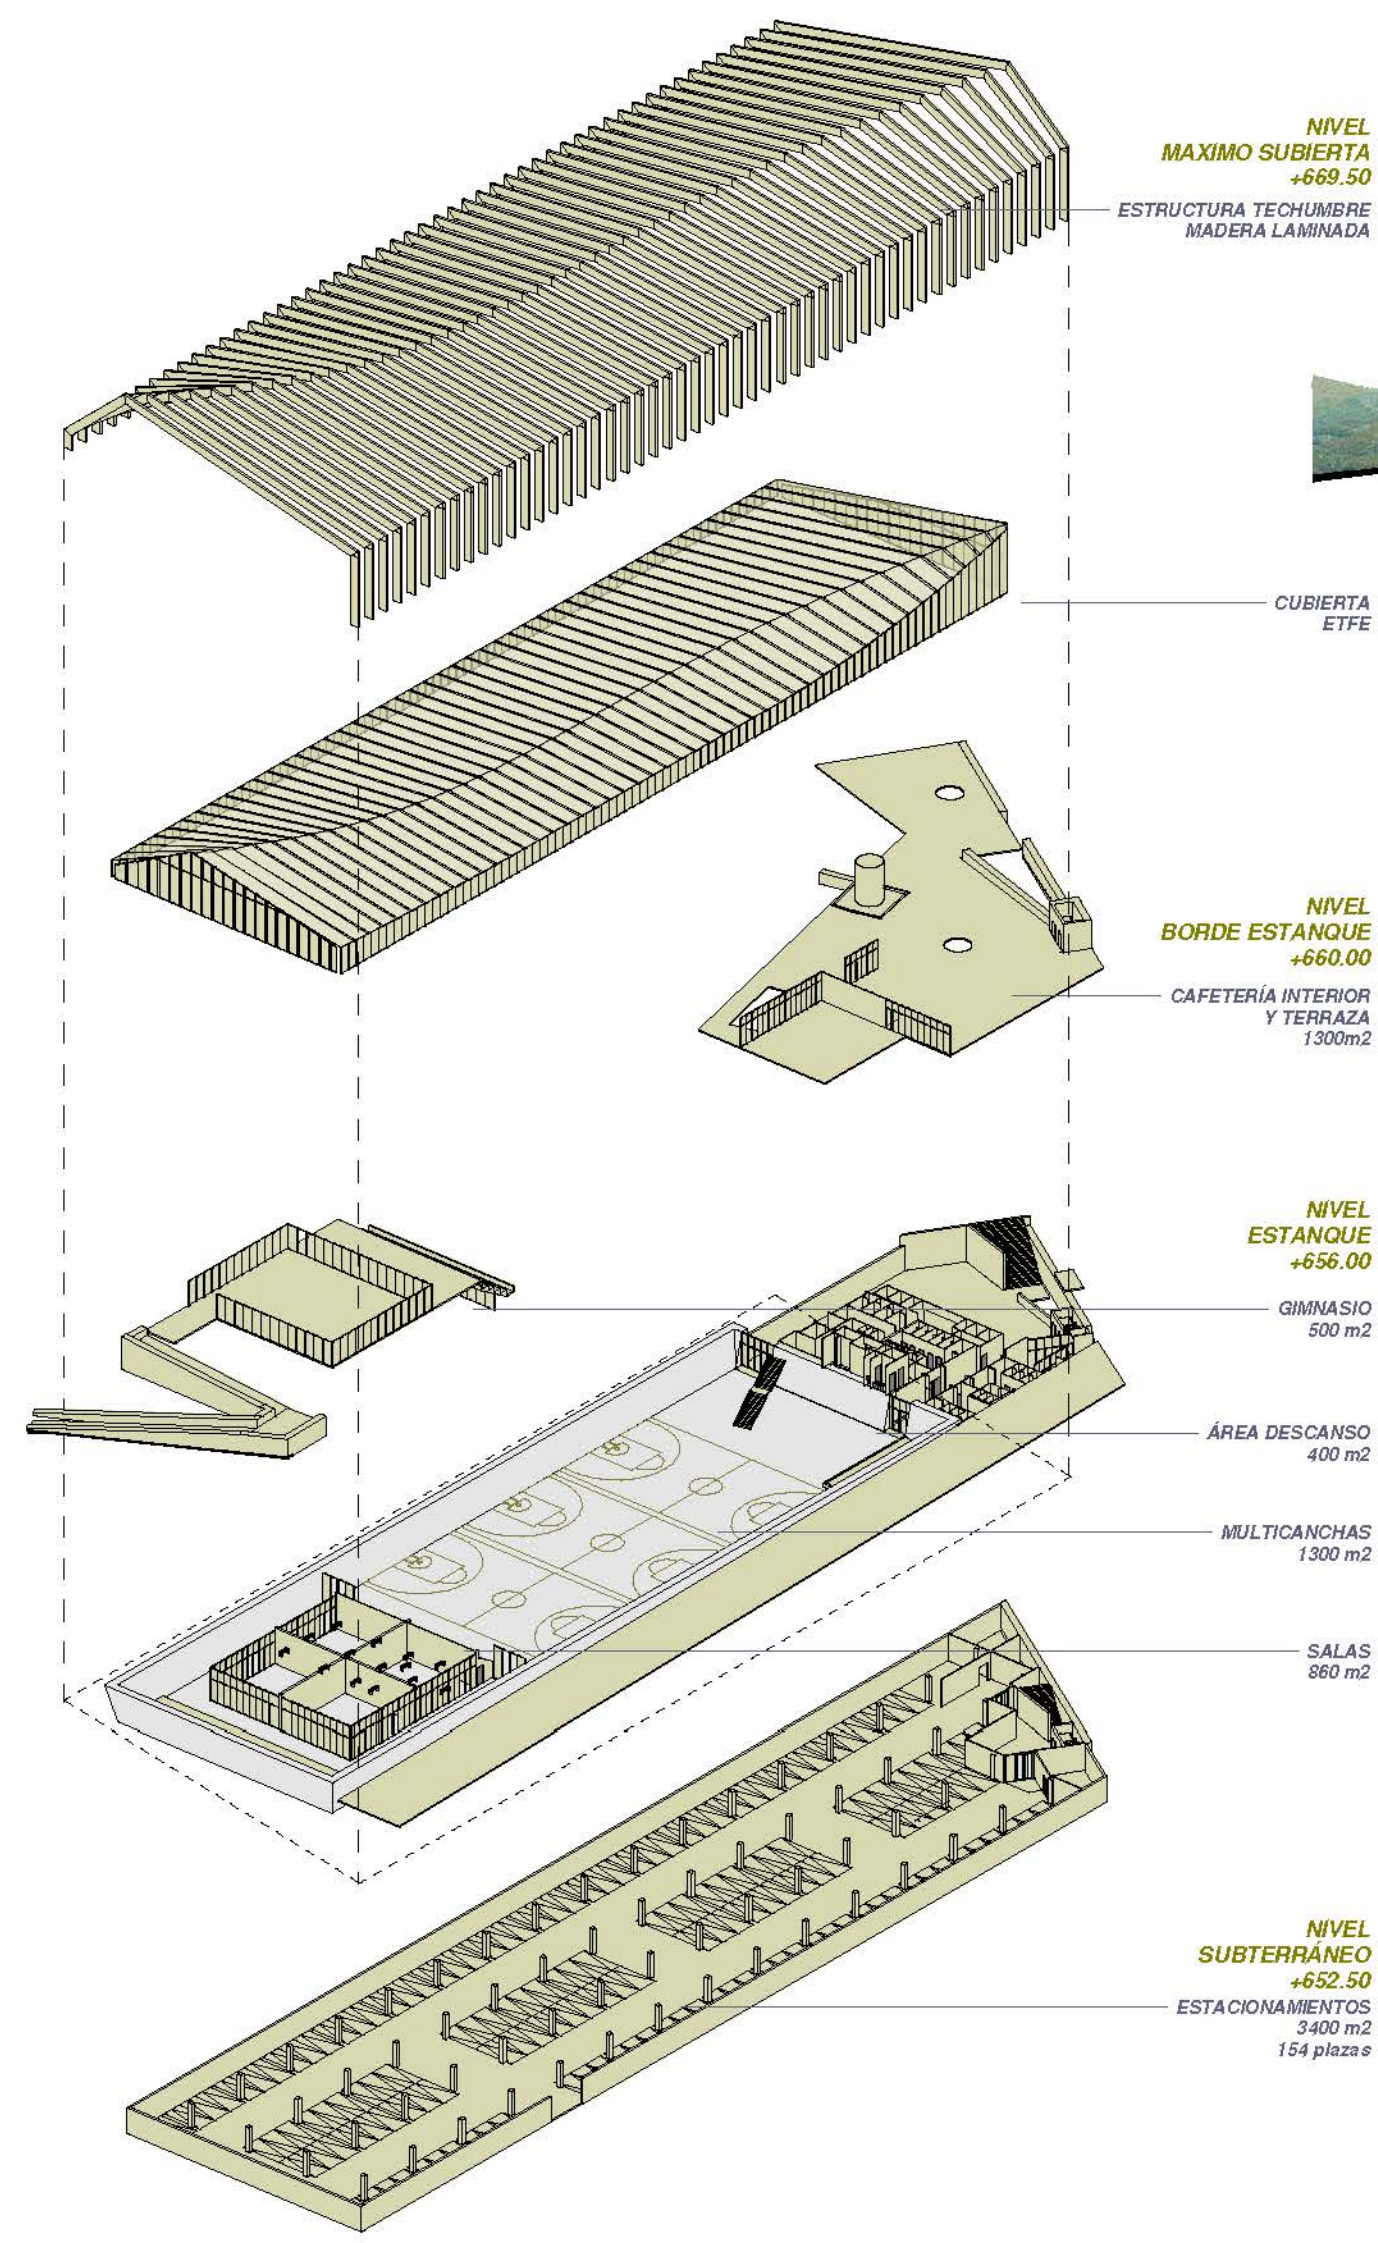 NIVEL
MAXIMO SUBIERTA
+669.50
ESTRUCTURA TECHUMBRE
MADERA LAMINADA
CUBIERTA
ETFE
NIVEL
BORDE ESTANQUE
+660.00
CAFETERÍA INTERIOR
Y TERRAZA
1300m2
NIVEL
ESTANQUE
+656.00
GIMNASIO
500 m2
ÁREA DESCANSO
400 m2
MULTICANCHAS
1300 m2
SALAS
860 m2
NIVEL
SUBTERRÁNEO
+652.50
ESTACIONAMIENTOS
3400 m2
154 plazas